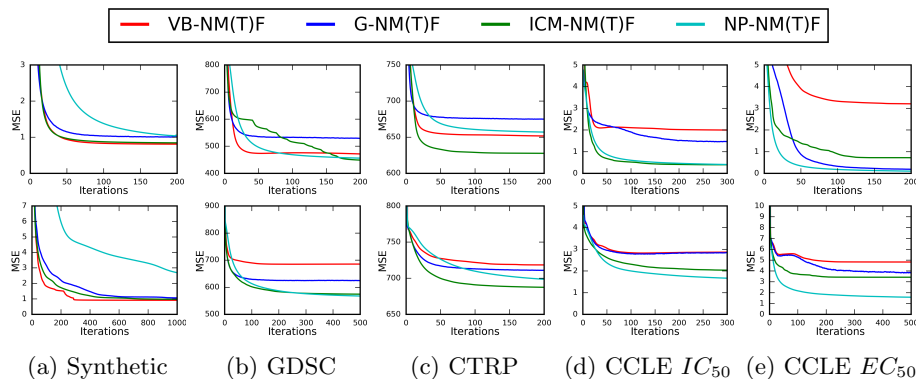 VB-NM(T)F G-NM(T)F ICM-NM(T)F NP-NM(T)F
3 800 750 5 5
2 700 700 4 4
1 600 650 3 3
0 500 600 2 2
400 1 1
0 0
MSE MSE MSE MSE MSE
0 50 100 150 200 0 50 100 150 200 0 50 100 150 200 0 50 100 150 200 250 300 0 50 100 150 200
Iterations Iterations Iterations Iterations Iterations
7 900 800 5 10
6 800 750 4 9
5 700 700 3 8
4 600 650 2 7
3 500 1 6
2 0 5
1 4
0 3
2
1
0
MSE MSE MSE MSE MSE
0 200 400 600 800 1000 0 100 200 300 400 500 0 50 100 150 200 0 50 100 150 200 250 300 0 100 200 300 400 500
Iterations Iterations Iterations Iterations Iterations
(a) Synthetic (b) GDSC (c) CTRP (d) CCLE IC50 (e) CCLE EC50